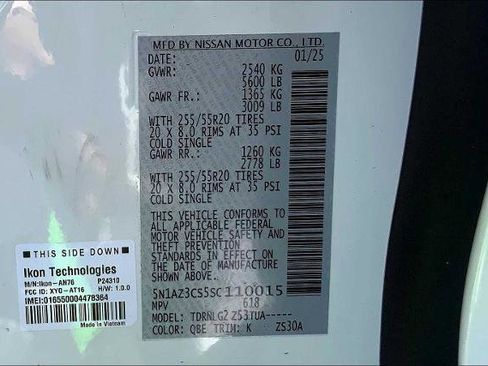 MFD BY NISSAN MOTOR CO., LTD.
DATE: 01/25
GVWR: 2540 KG
5600 LB
GAWR FR.: 1365 KG
3009 LB
WITH 255/55R20 TIRES
20 X 8.0 RIMS AT 35 PSI
COLD SINGLE
GAWR RR.: 1260 KG
2778 LB
WITH 255/55R20 TIRES
20 X 8.0 RIMS AT 35 PSI
COLD SINGLE
THIS VEHICLE CONFORMS TO
ALL APPLICABLE FEDERAL
MOTOR VEHICLE SAFETY AND
THEFT PREVENTION
STANDARDS IN EFFECT ON
THE DATE OF MANUFACTURE
SHOWN ABOVE.
5N1AZ3CS5SC110015
MPV 618
TDRNLG2 Z53TUA-----
COLOR: QBE TRIM: K ZS30A
THIS SIDE DOWN
Ikon Technologies
M/N:Ikon-AN76 P24310
FCC ID: XYO-AT16 H/W: 1.0.0
IMEI:016550004478364
Made in Vietnam